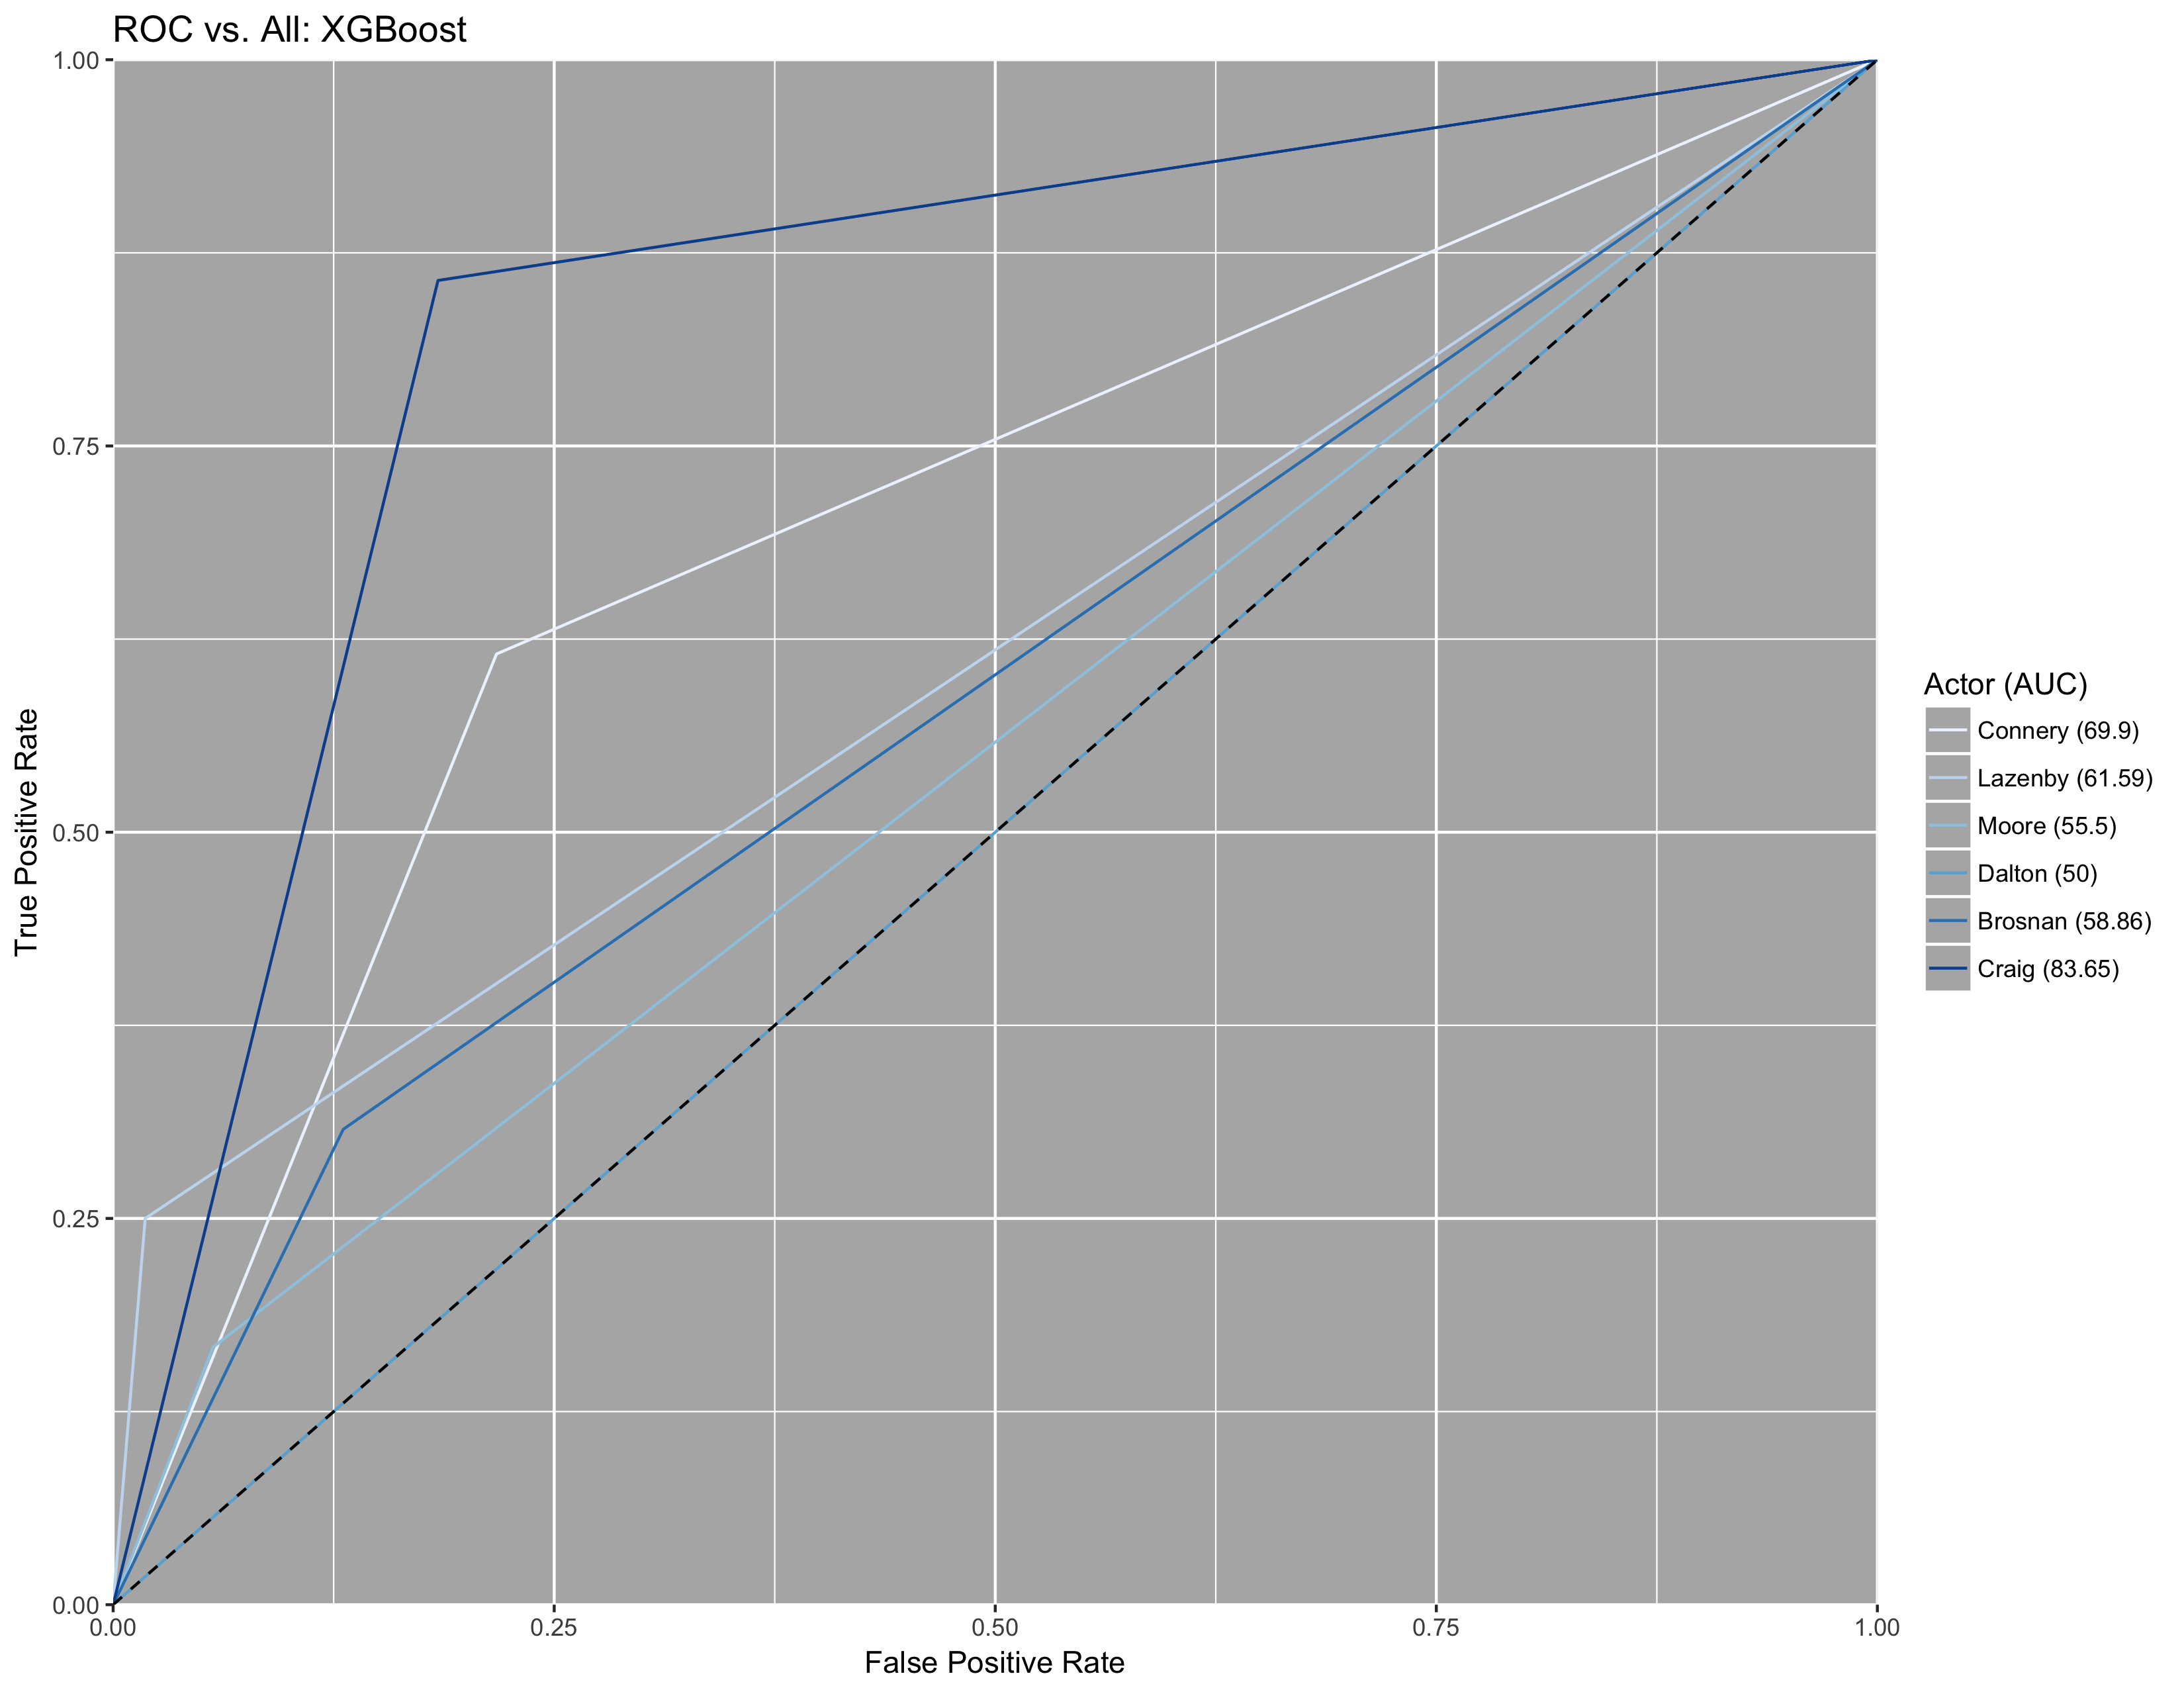 ROC vs. All: XGBoost
1.00
0.75
0.50
0.25
0.00
True Positive Rate
0.00 0.25 0.50 0.75 1.00
False Positive Rate
Actor (AUC)
Connery (69.9)
Lazenby (61.59)
Moore (55.5)
Dalton (50)
Brosnan (58.86)
Craig (83.65)